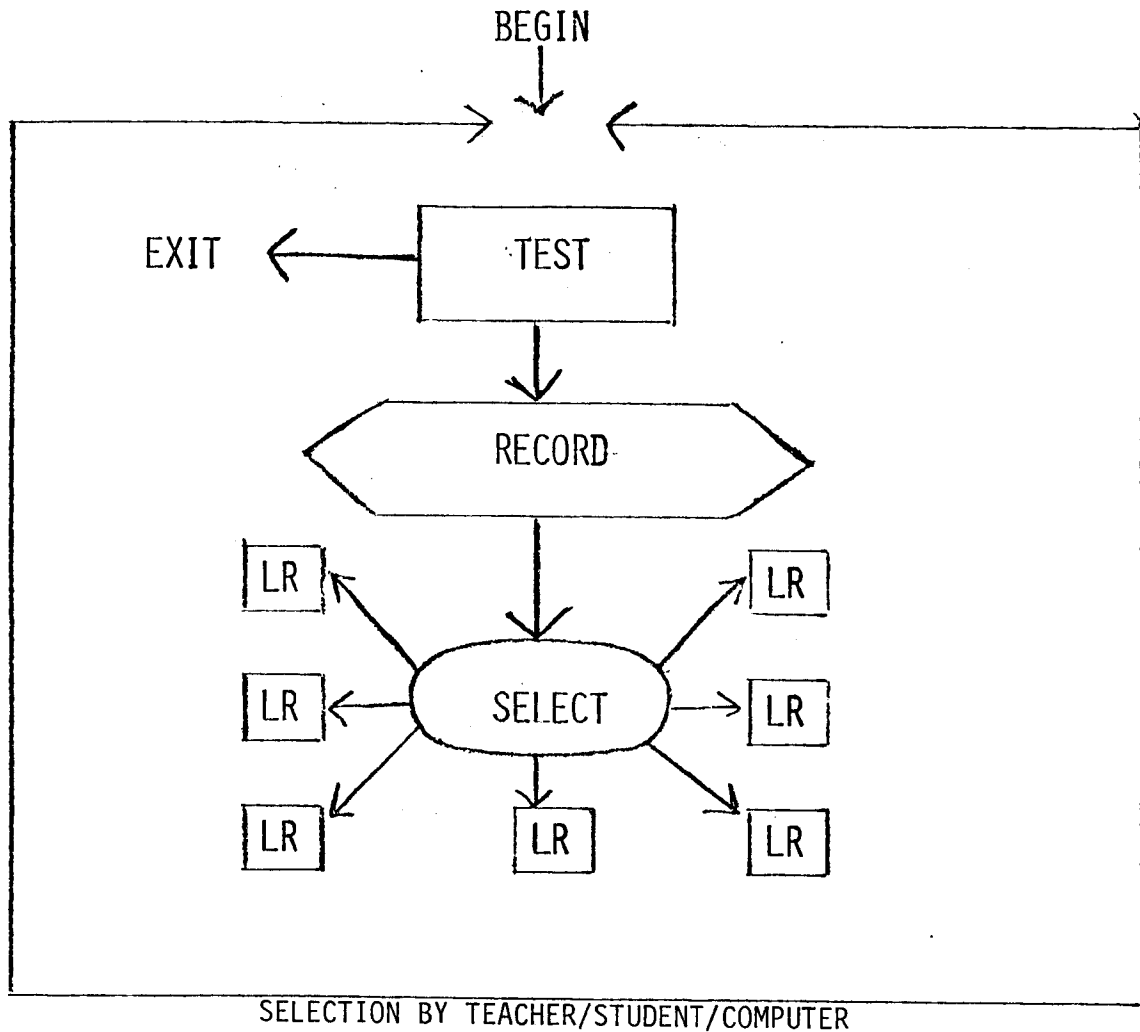 BEGIN
EXIT
TEST
RECORD
LR
LR
LR
SELECT
LR
LR
LR
LR
SELECTION BY TEACHER/STUDENT/COMPUTER